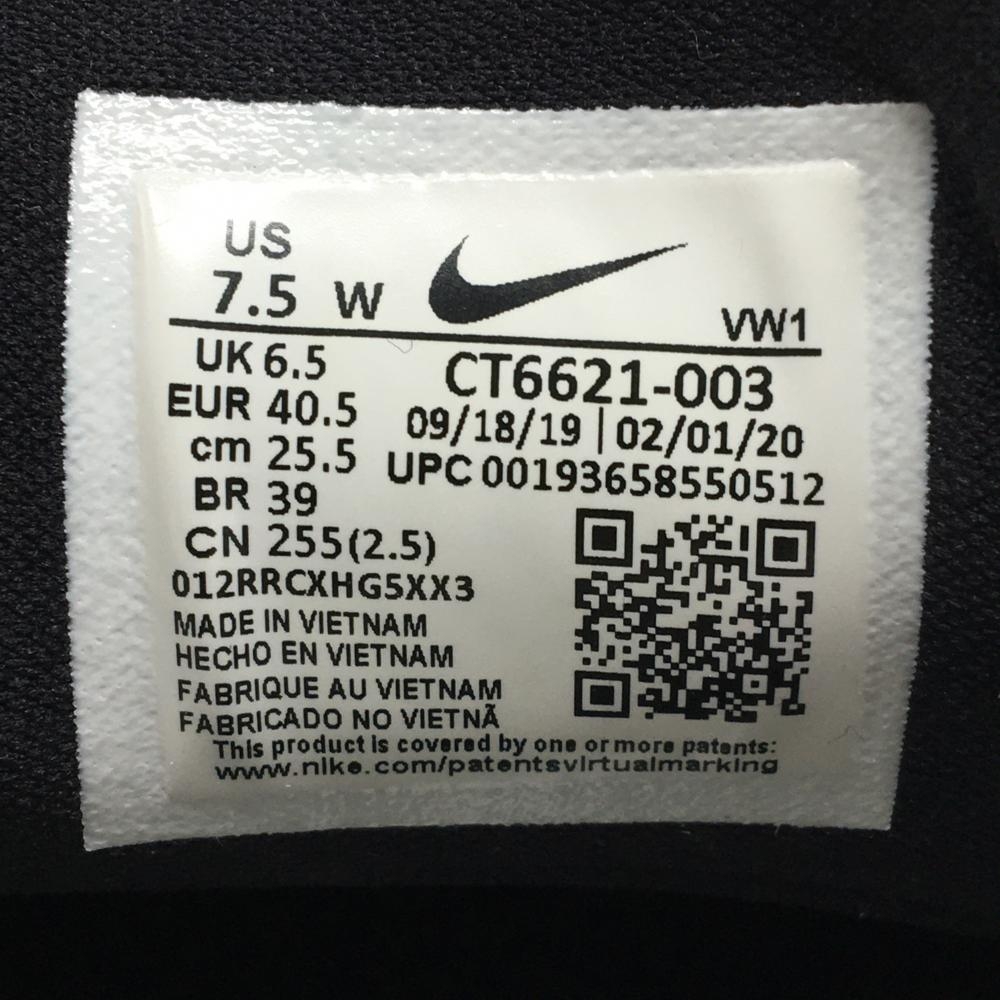 US
7.5 W
VW1
UK 6.5
CT6621-003
EUR 40.5
09/18/19 | 02/01/20
cm 25.5
UPC 00193658550512
BR 39
CN 255(2.5)
012RRCXHG5XX3
MADE IN VIETNAM
HECHO EN VIETNAM
FABRIQUE AU VIETNAM
FABRICADO NO VIETNÃ
This product is covered by one or more patents:
www.nike.com/patentsvirtualmarking